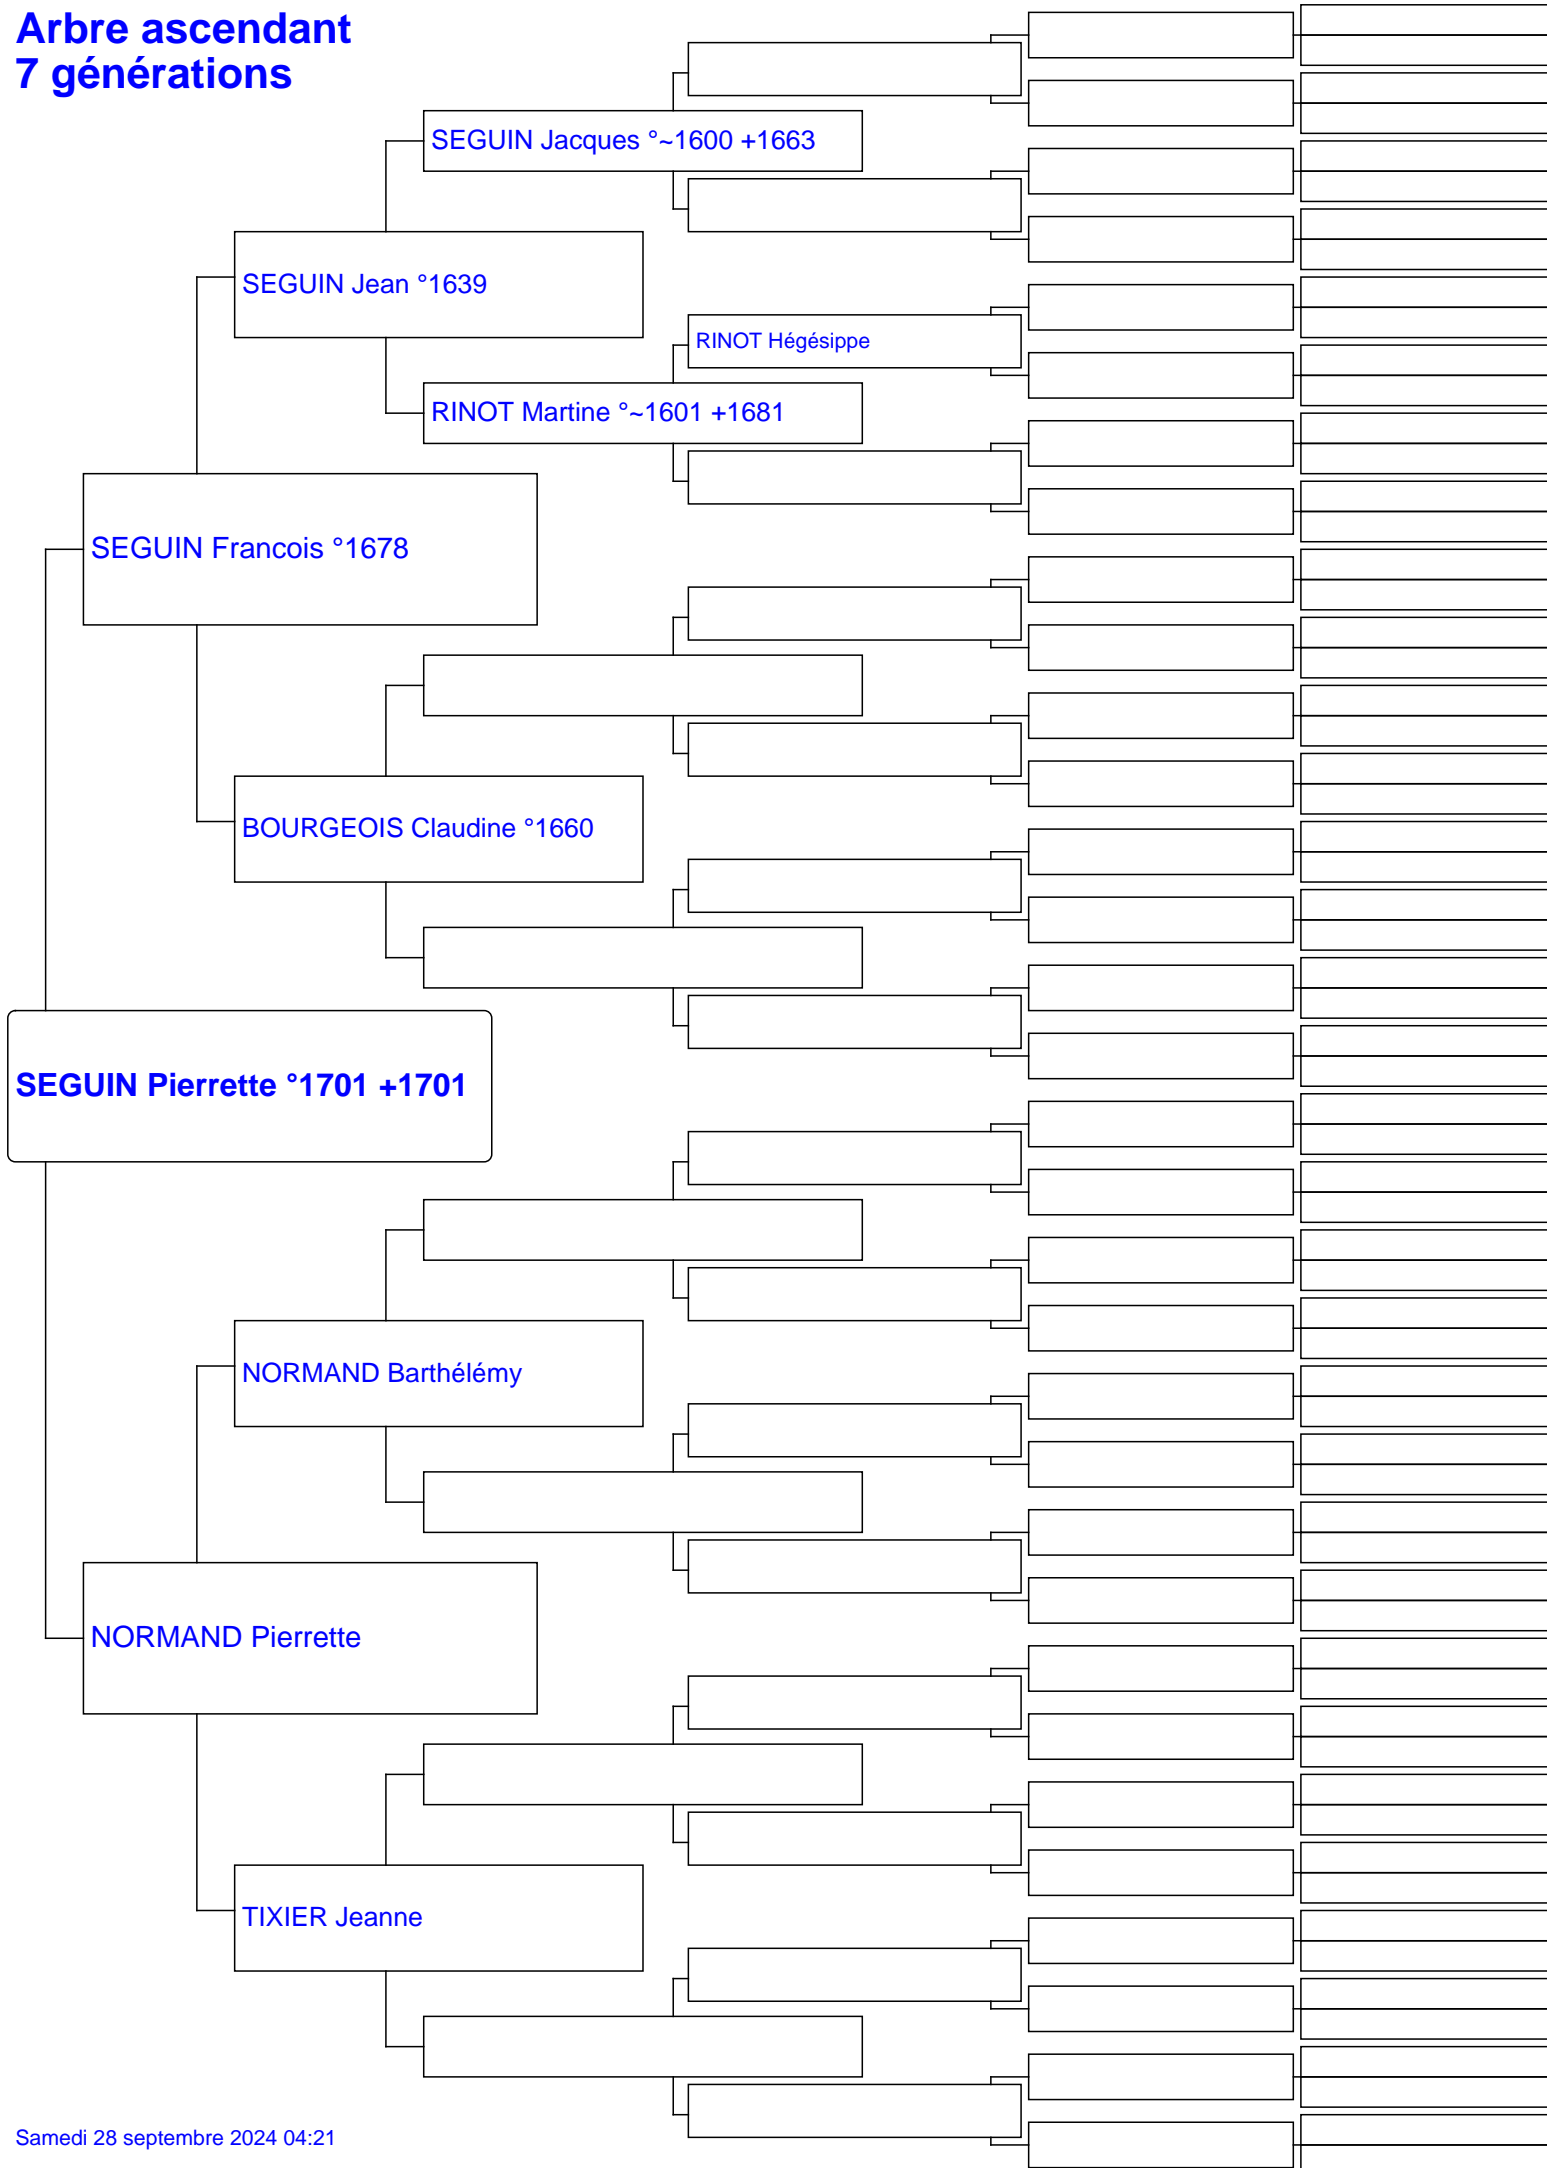 Arbre ascendant
7 générations
SEGUIN Jacques °~1600 +1663
SEGUIN Jean °1639
RINOT Hégésippe
RINOT Martine °~1601 +1681
SEGUIN Francois °1678
BOURGEOIS Claudine °1660
SEGUIN Pierrette °1701 +1701
NORMAND Barthélémy
NORMAND Pierrette
TIXIER Jeanne
Samedi 28 septembre 2024 04:21